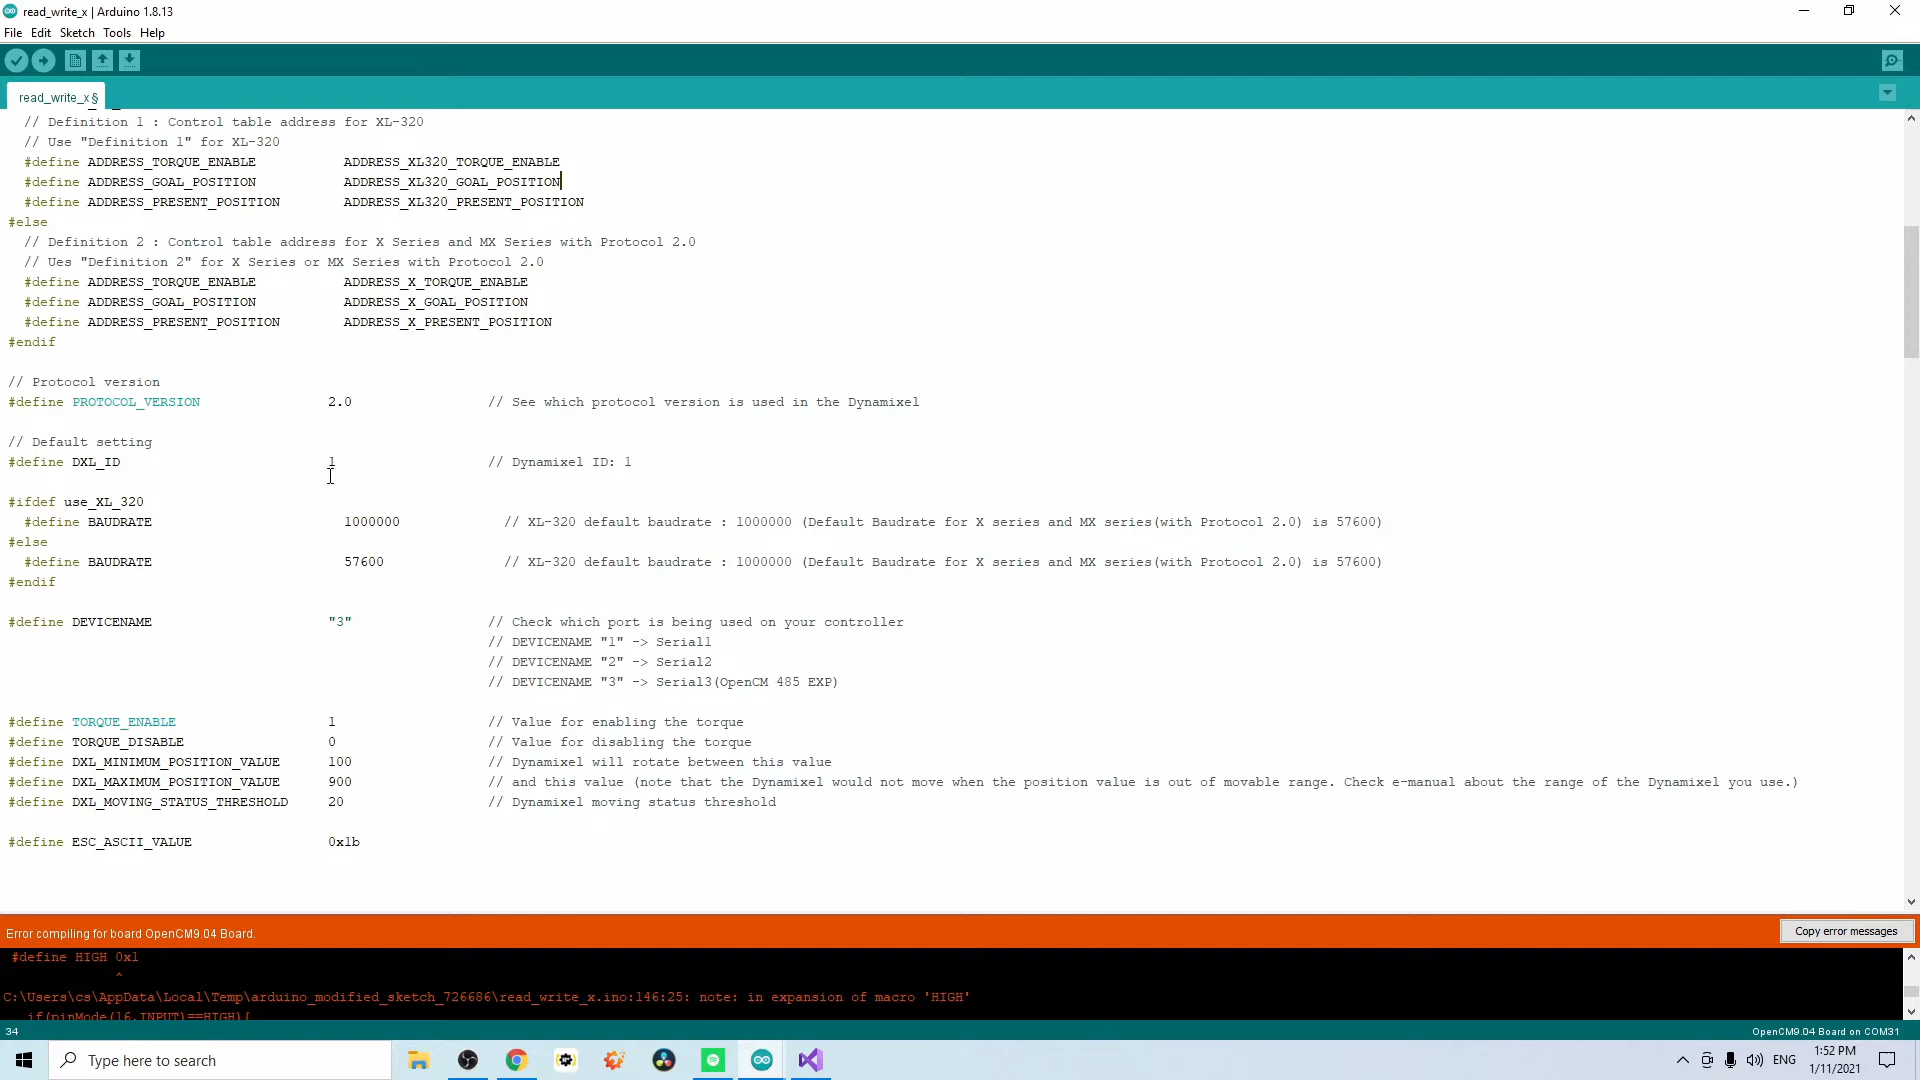 read_write_x | Arduino 1.8.13
File Edit Sketch Tools Help
read_write_x §
// Definition 1 : Control table address for XL-320
// Use "Definition 1" for XL-320
#define ADDRESS_TORQUE_ENABLE ADDRESS_XL320_TORQUE_ENABLE
#define ADDRESS_GOAL_POSITION ADDRESS_XL320_GOAL_POSITION
#define ADDRESS_PRESENT_POSITION ADDRESS_XL320_PRESENT_POSITION
#else
// Definition 2 : Control table address for X Series and MX Series with Protocol 2.0
// Ues "Definition 2" for X Series or MX Series with Protocol 2.0
#define ADDRESS_TORQUE_ENABLE ADDRESS_X_TORQUE_ENABLE
#define ADDRESS_GOAL_POSITION ADDRESS_X_GOAL_POSITION
#define ADDRESS_PRESENT_POSITION ADDRESS_X_PRESENT_POSITION
#endif
// Protocol version
#define PROTOCOL_VERSION 2.0 // See which protocol version is used in the Dynamixel
// Default setting
#define DXL_ID 1 // Dynamixel ID: 1
#ifdef use_XL_320
#define BAUDRATE 1000000 // XL-320 default baudrate : 1000000 (Default Baudrate for X series and MX series(with Protocol 2.0) is 57600)
#else
#define BAUDRATE 57600 // XL-320 default baudrate : 1000000 (Default Baudrate for X series and MX series(with Protocol 2.0) is 57600)
#endif
#define DEVICENAME "3" // Check which port is being used on your controller
// DEVICENAME "1" -> Serial1
// DEVICENAME "2" -> Serial2
// DEVICENAME "3" -> Serial3(OpenCM 485 EXP)
#define TORQUE_ENABLE 1 // Value for enabling the torque
#define TORQUE_DISABLE 0 // Value for disabling the torque
#define DXL_MINIMUM_POSITION_VALUE 100 // Dynamixel will rotate between this value
#define DXL_MAXIMUM_POSITION_VALUE 900 // and this value (note that the Dynamixel would not move when the position value is out of movable range. Check e-manual about the range of the Dynamixel you use.)
#define DXL_MOVING_STATUS_THRESHOLD 20 // Dynamixel moving status threshold
#define ESC_ASCII_VALUE 0x1b
Error compiling for board OpenCM9.04 Board.
Copy error messages
#define HIGH 0x1
^
C:\Users\cs\AppData\Local\Temp\arduino_modified_sketch_726686\read_write_x.ino:146:25: note: in expansion of macro 'HIGH'
if(pinMode(16,INPUT)==HIGH){
34
OpenCM9.04 Board on COM31
Type here to search
ENG
1:52 PM
1/11/2021